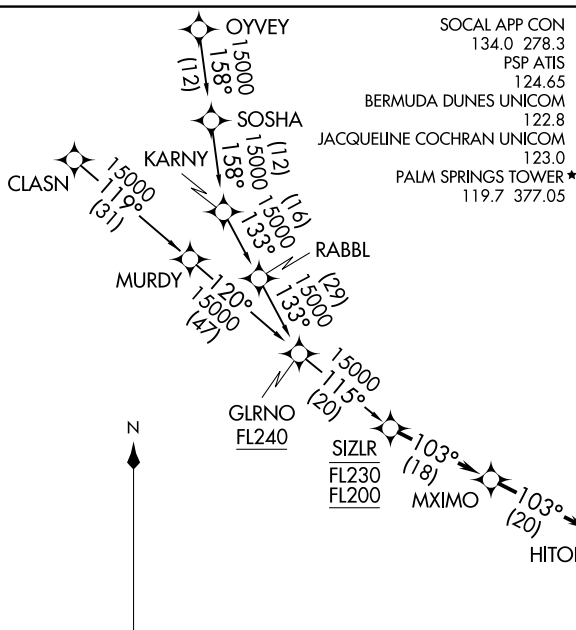 OYVEY
SOCAL APP CON
134.0 278.3
PSP ATIS
124.65
BERMUDA DUNES UNICOM
122.8
JACQUELINE COCHRAN UNICOM
123.0
PALM SPRINGS TOWER ★
119.7 377.05
15000
158°
(12)
SOSHA
15000
158°
(12)
KARNY
CLASN
15000
119°
(31)
15000
133°
(16)
RABBL
MURDY
120°
15000
(47)
15000
133°
(29)
GLRNO
FL240
15000
115°
(20)
SIZLR
FL230
FL200
103°
(18)
MXIMO
103°
(20)
N